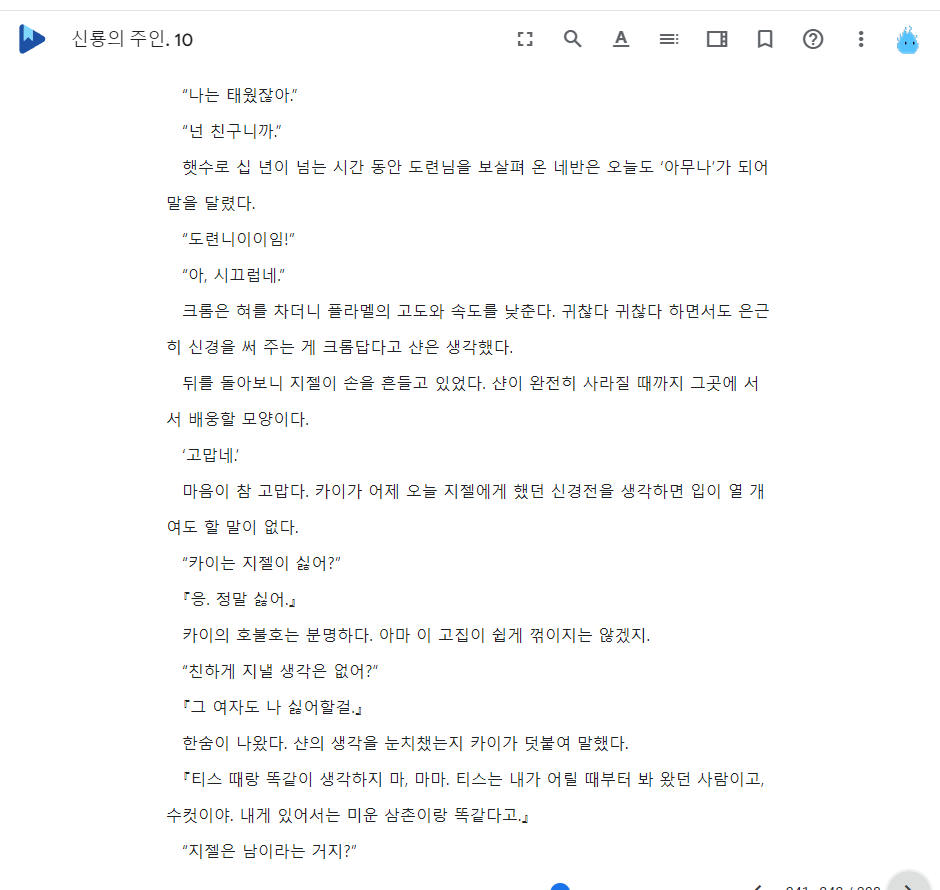 신룡의 주인. 10
“나는 태웠잖아.”
“넌 친구니까.”
햇수로 십 년이 넘는 시간 동안 도련님을 보살펴 온 네반은 오늘도 ‘아무나’가 되어
말을 달렸다.
“도련니이이임!”
“아, 시끄럽네.”
크롬은 혀를 차더니 플라멜의 고도와 속도를 낮춘다. 귀찮다 귀찮다 하면서도 은근
히 신경을 써 주는 게 크롬답다고 샨은 생각했다.
뒤를 돌아보니 지젤이 손을 흔들고 있었다. 샨이 완전히 사라질 때까지 그곳에 서
서 배웅할 모양이다.
‘고맙네.’
마음이 참 고맙다. 카이가 어제 오늘 지젤에게 했던 신경전을 생각하면 입이 열 개
여도 할 말이 없다.
“카이는 지젤이 싫어?”
『응. 정말 싫어.』
카이의 호불호는 분명하다. 아마 이 고집이 쉽게 꺾이지는 않겠지.
“친하게 지낼 생각은 없어?”
『그 여자도 나 싫어할걸.』
한숨이 나왔다. 샨의 생각을 눈치챘는지 카이가 덧붙여 말했다.
『티스 때랑 똑같이 생각하지 마, 마마. 티스는 내가 어릴 때부터 봐 왔던 사람이고,
수컷이야. 내게 있어서는 미운 삼촌이랑 똑같다고.』
“지젤은 남이라는 거지?”